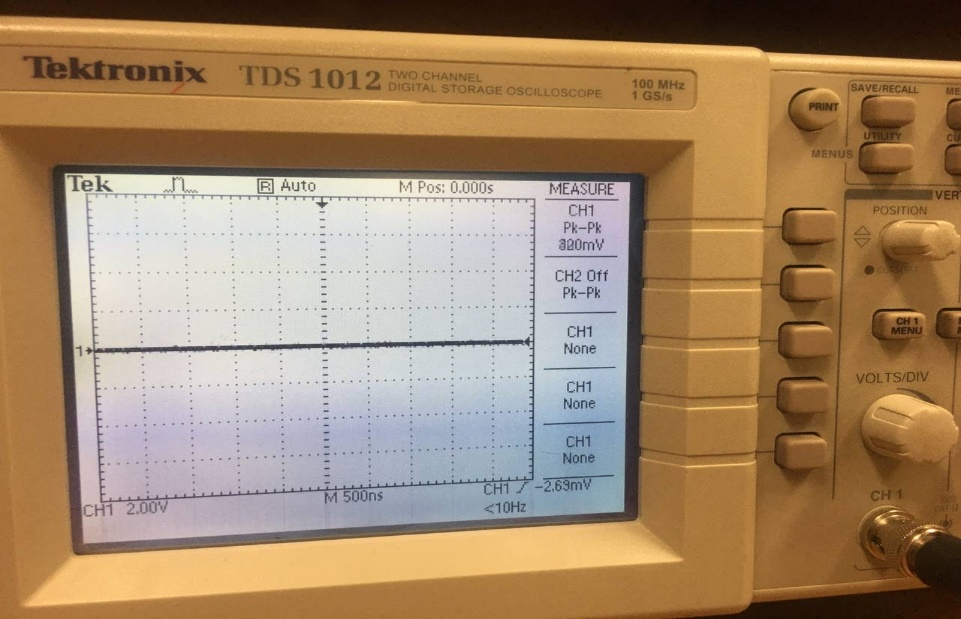 Tektronix TDS 1012 TWO CHANNEL
DIGITAL STORAGE OSCILLOSCOPE
100 MHz
1 GS/s
PRINT
SAVE/RECALL
UTILITY
MENUS
Tek R Auto M Pos: 0.000s MEASURE
CH1
Pk-Pk
CH2 Off
Pk-Pk
CH1
None
CH1
None
CH1
None
1
CH1 2.00V M 500ns CH1 -2.69mV
<10Hz
POSITION
CH 1
MENU
VOLTS/DIV
CH 1